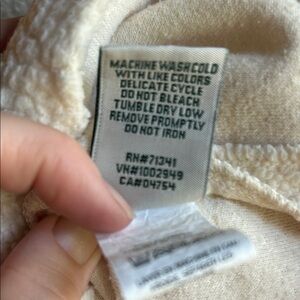 MACHINE WASH COLD
WITH LIKE COLORS
DELICATE CYCLE
DO NOT BLEACH
TUMBLE DRY LOW
REMOVE PROMPTLY
DO NOT IRON
RN#71341
VN#1002949
CA#04754